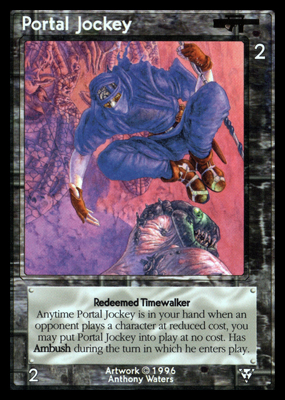 Portal Jockey
2
Redeemed Timewalker
Anytime Portal Jockey is in your hand when an
opponent plays a character at reduced cost, you
may put Portal Jockey into play at no cost. Has
Ambush during the turn in which he enters play.
2
Artwork © 1996
Anthony Waters